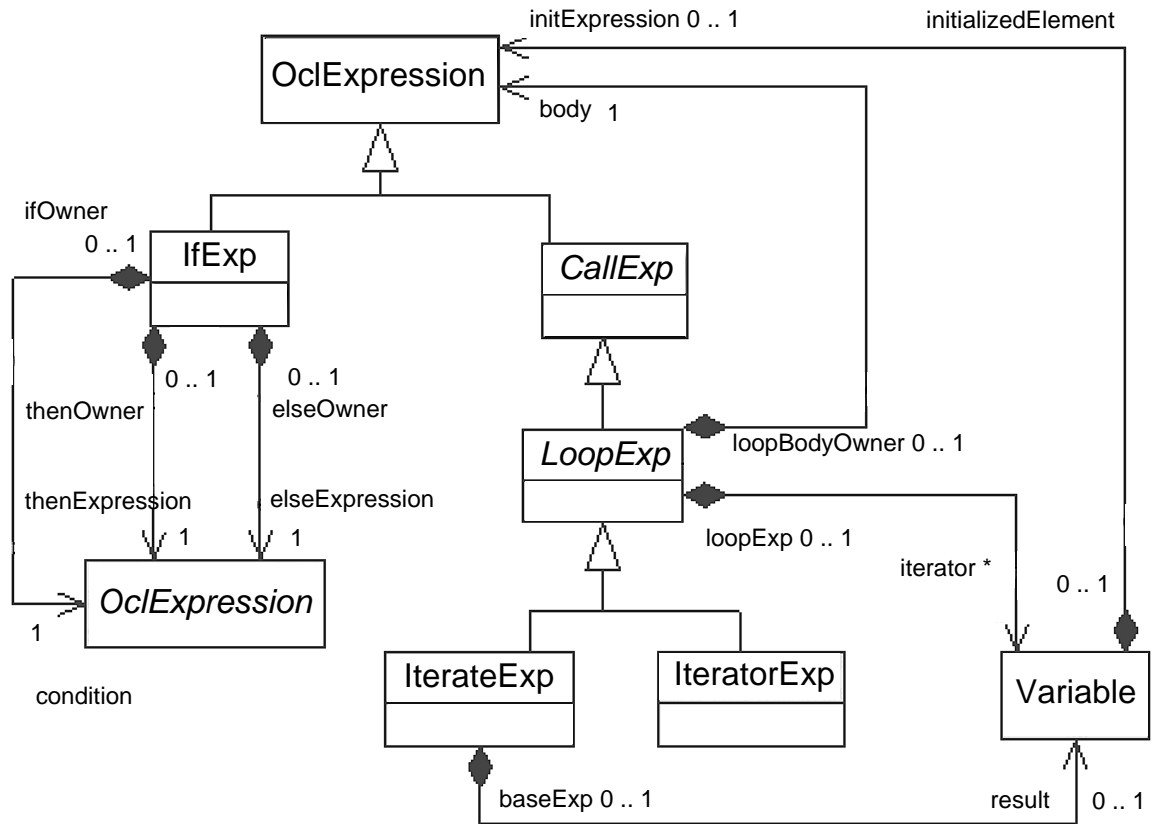 initExpression 0 .. 1
initializedElement
OclExpression
body 1
ifOwner
0 .. 1
IfExp
CallExp
0 .. 1
0 .. 1
thenOwner
elseOwner
LoopExp
loopBodyOwner 0 .. 1
thenExpression
elseExpression
1
1
loopExp 0 .. 1
iterator *
0 .. 1
OclExpression
1
condition
IterateExp
IteratorExp
Variable
baseExp 0 .. 1
result
0 .. 1